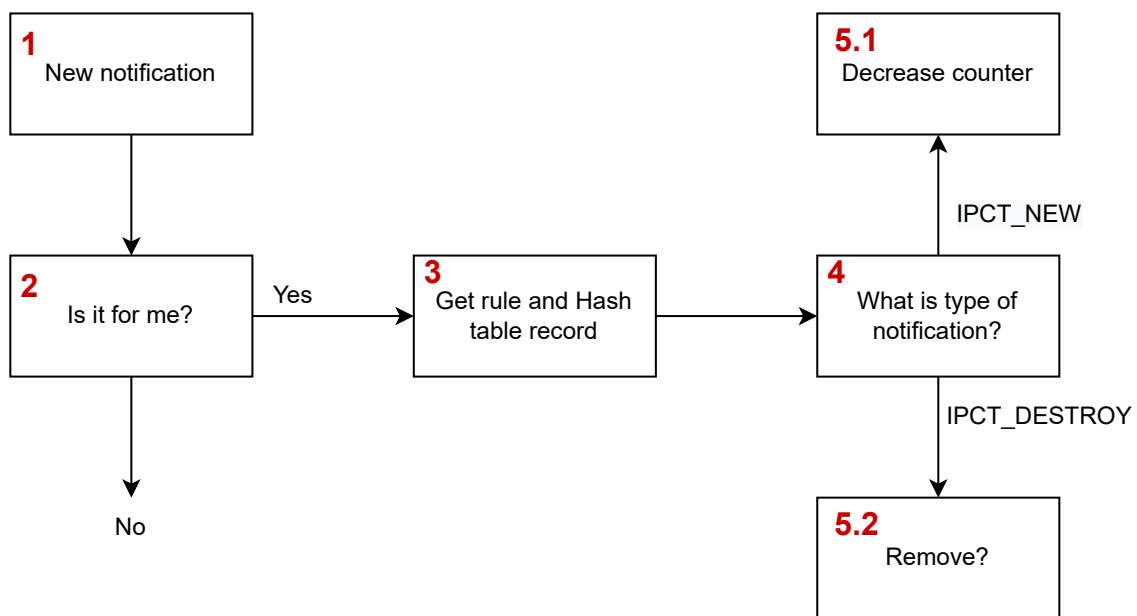 1
New notification
2
Is it for me?
Yes
No
3
Get rule and Hash
table record
4
What is type of
notification?
IPCT_NEW
5.1
Decrease counter
IPCT_DESTROY
5.2
Remove?